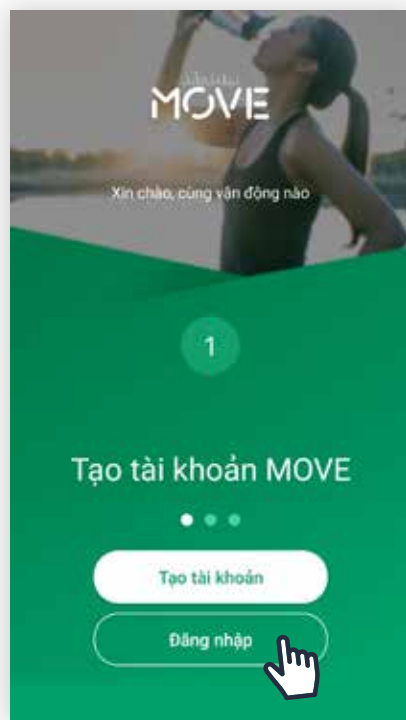 MOVE
Xin chào, cùng vận động nào
1
Tạo tài khoản MOVE
Tạo tài khoản
Đăng nhập